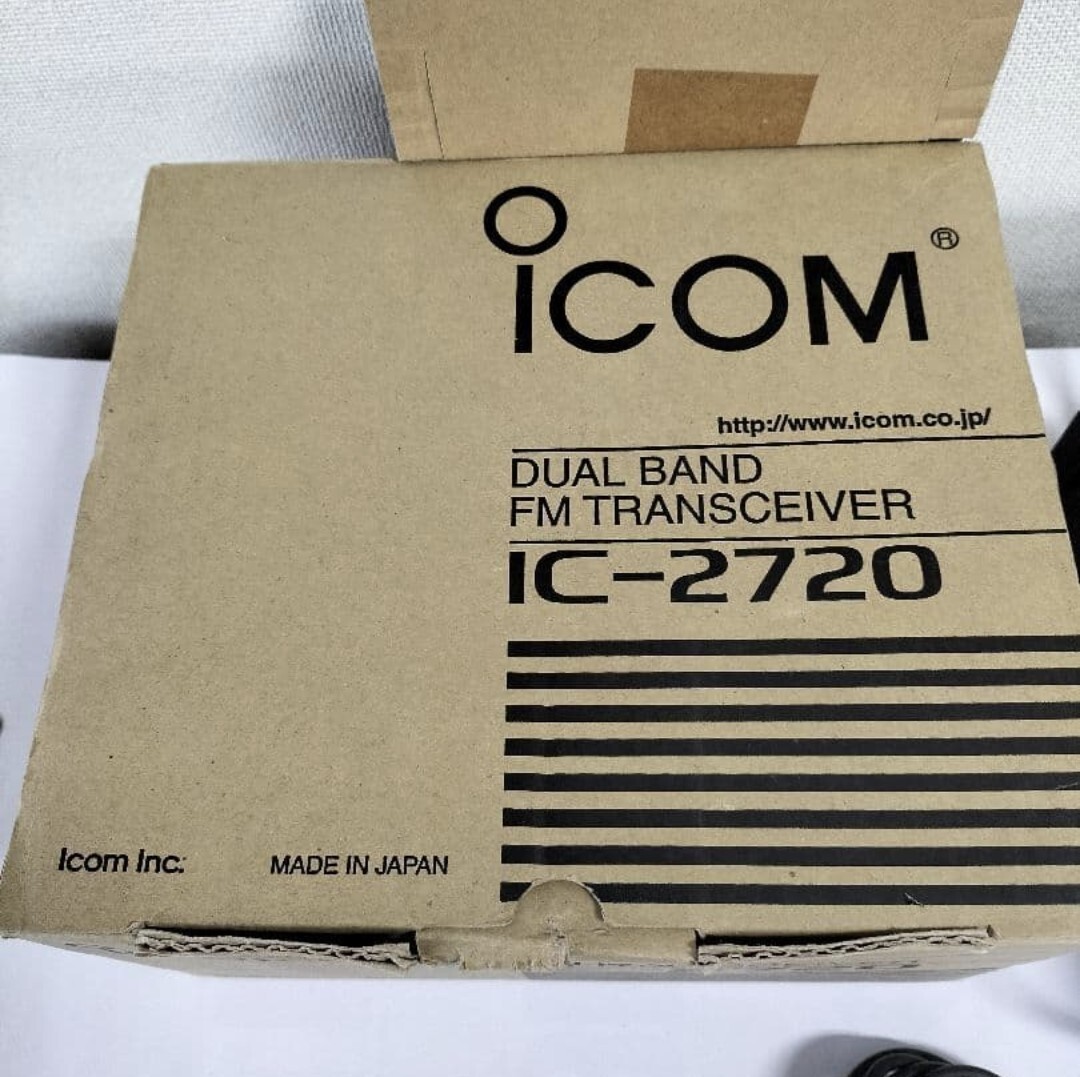 ICOM®
http://www.icom.co.jp/
DUAL BAND
FM TRANSCEIVER
IC-2720
Icom Inc.
MADE IN JAPAN